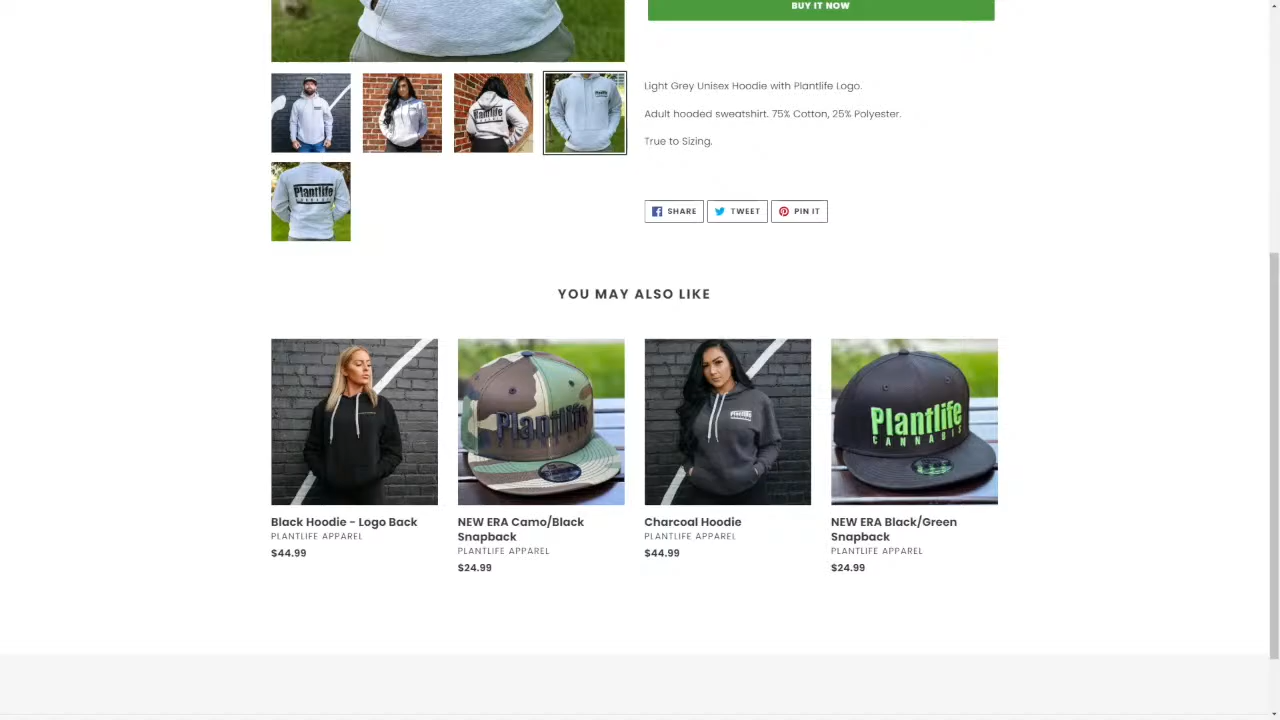 BUY IT NOW
Light Grey Unisex Hoodie with Plantlife Logo.
Adult hooded sweatshirt. 75% Cotton, 25% Polyester.
True to Sizing.
Plantlife
Plantlife
SHARE TWEET PIN IT
YOU MAY ALSO LIKE
Plantlife
Plantlife
Plantlife
CANNABIS
Black Hoodie - Logo Back
PLANTLIFE APPAREL
$44.99
NEW ERA Camo/Black
Snapback
PLANTLIFE APPAREL
$24.99
Charcoal Hoodie
PLANTLIFE APPAREL
$44.99
NEW ERA Black/Green
Snapback
PLANTLIFE APPAREL
$24.99